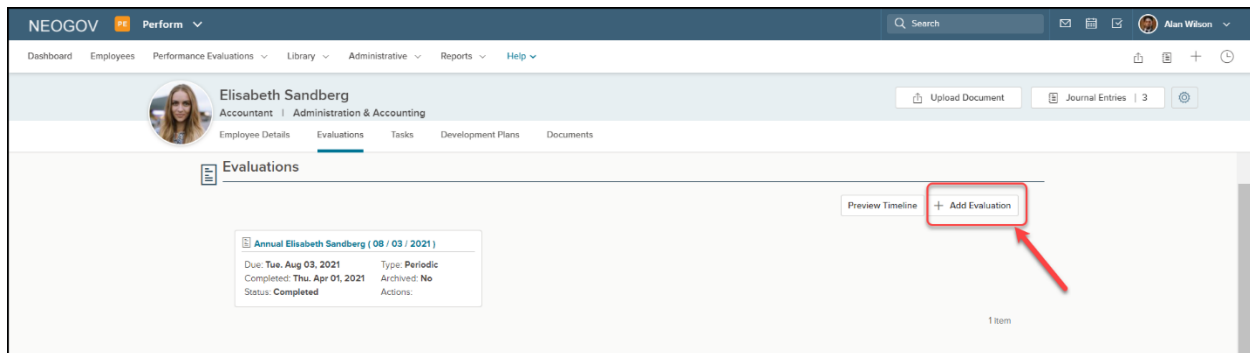 NEOGOV PE Perform Search Alan Wilson
Dashboard Employees Performance Evaluations Library Administrative Reports Help
Elisabeth Sandberg
Accountant | Administration & Accounting
Upload Document Journal Entries | 3
Employee Details Evaluations Tasks Development Plans Documents
Evaluations
Preview Timeline + Add Evaluation
Annual Elisabeth Sandberg ( 08 / 03 / 2021 )
Due: Tue. Aug 03, 2021 Type: Periodic
Completed: Thu. Apr 01, 2021 Archived: No
Status: Completed Actions:
1 item